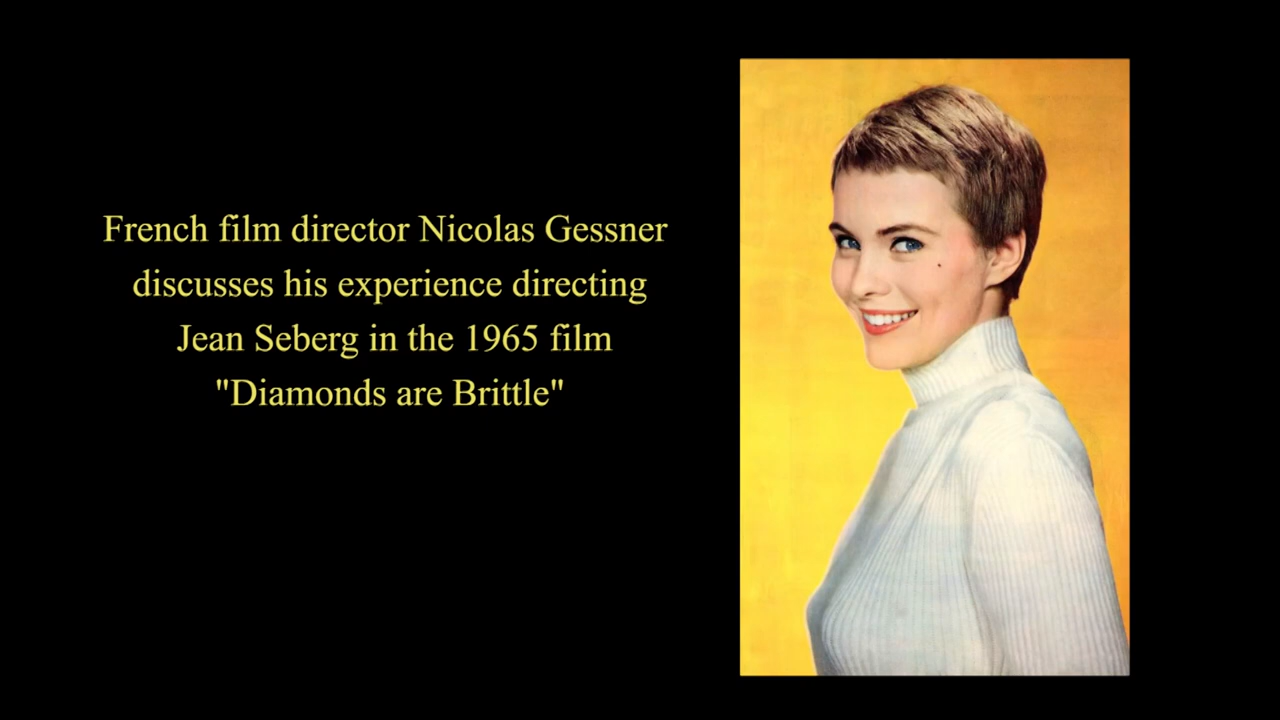 French film director Nicolas Gessner
discusses his experience directing
Jean Seberg in the 1965 film
"Diamonds are Brittle"